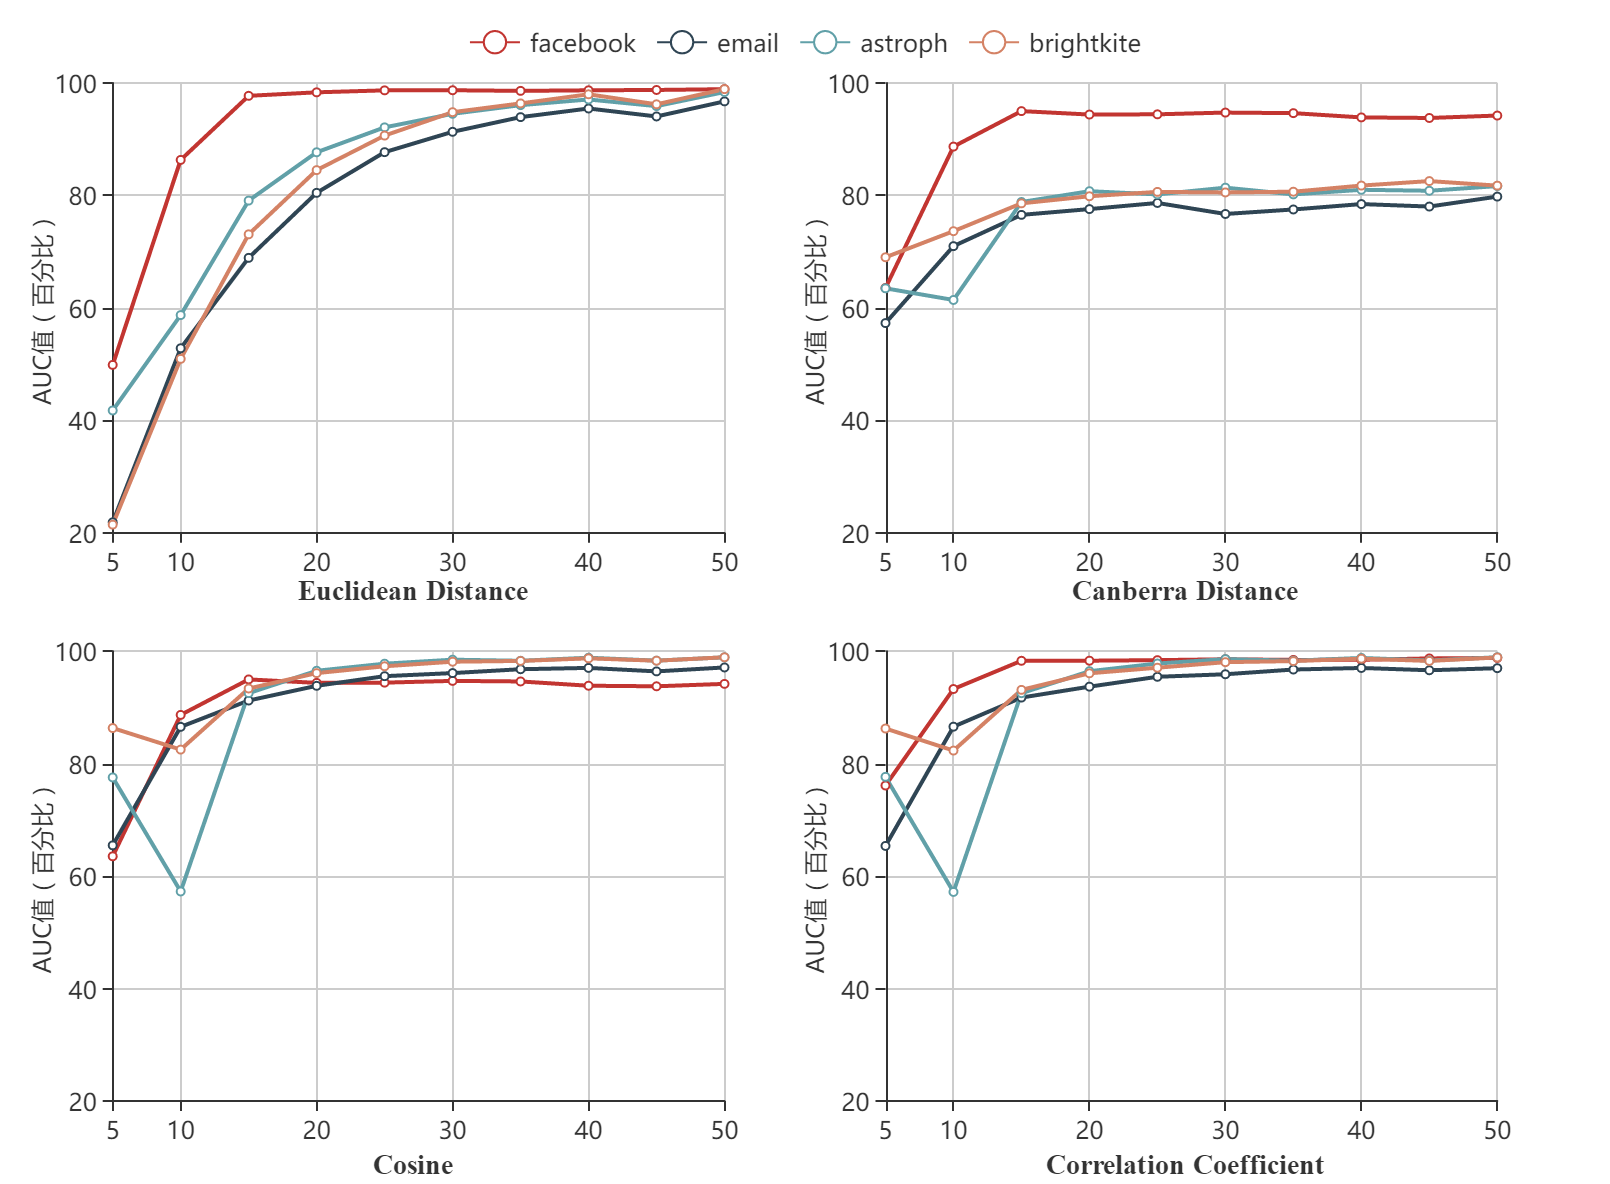 facebook email astroph brightkite
100
80
60
40
20
AUC值（百分比）
5 10 20 30 40 50
Euclidean Distance
100
80
60
40
20
AUC值（百分比）
5 10 20 30 40 50
Canberra Distance
100
80
60
40
20
AUC值（百分比）
5 10 20 30 40 50
Cosine
100
80
60
40
20
AUC值（百分比）
5 10 20 30 40 50
Correlation Coefficient